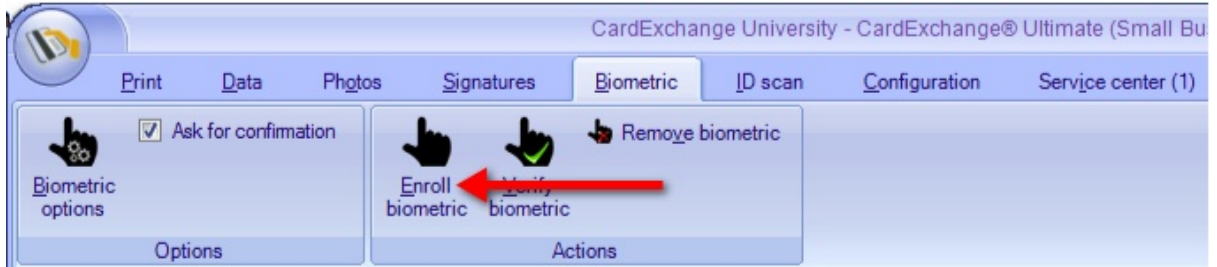 CardExchange University - CardExchange® Ultimate (Small Bu
Print Data Photos Signatures Biometric ID scan Configuration Service center (1)
Biometric options
Ask for confirmation
Options
Enroll biometric
Verify biometric
Remove biometric
Actions